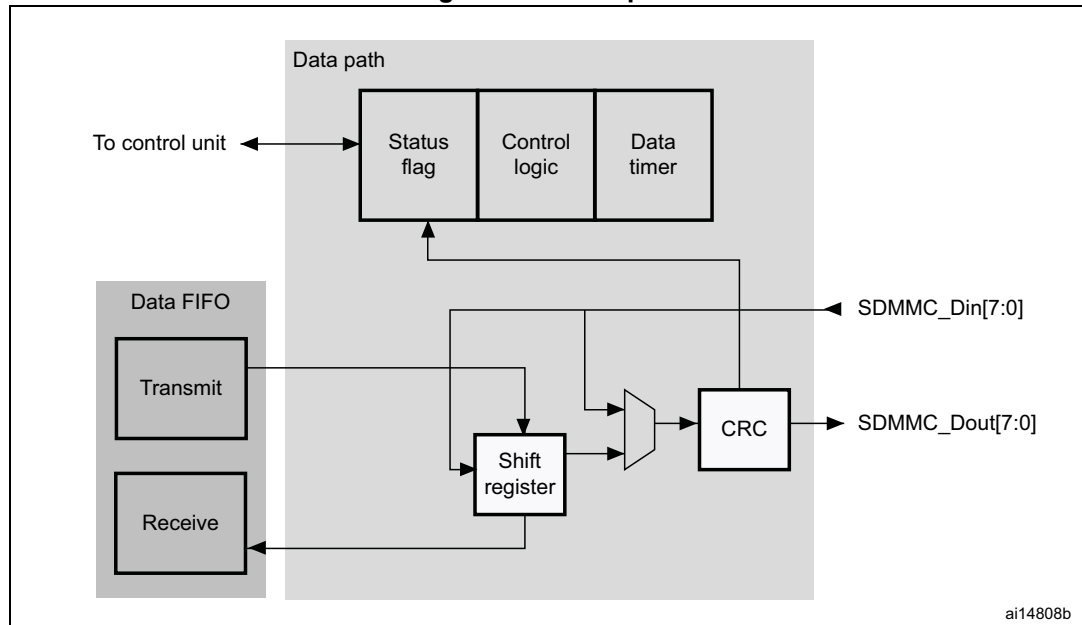 Data path
To control unit
Status
flag
Control
logic
Data
timer
Data FIFO
SDMMC_Din[7:0]
Transmit
CRC
SDMMC_Dout[7:0]
Shift
register
Receive
ai14808b